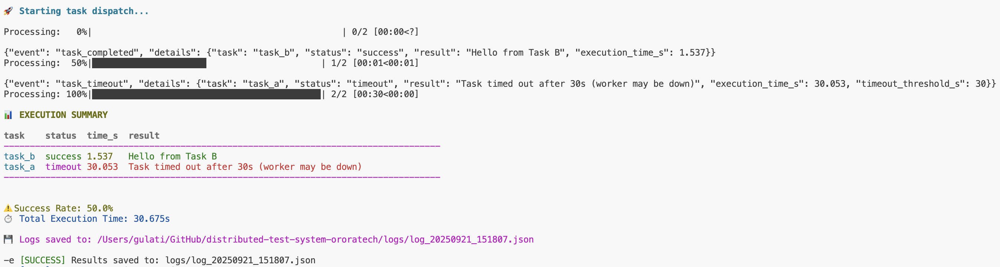 🚀 Starting task dispatch...
Processing:   0%|                                                | 0/2 [00:00<?]
{"event": "task_completed", "details": {"task": "task_b", "status": "success", "result": "Hello from Task B", "execution_time_s": 1.537}}
Processing:  50%|██████████████████████                      | 1/2 [00:01<00:01]
{"event": "task_timeout", "details": {"task": "task_a", "status": "timeout", "result": "Task timed out after 30s (worker may be down)", "execution_time_s": 30.053, "timeout_threshold_s": 30}}
Processing: 100%|████████████████████████████████████████████| 2/2 [00:30<00:00]
📊 EXECUTION SUMMARY
task    status  time_s  result
------------------------------------------------------------------------------------
task_b  success 1.537   Hello from Task B
task_a  timeout 30.053  Task timed out after 30s (worker may be down)
------------------------------------------------------------------------------------
⚠️Success Rate: 50.0%
⏱ Total Execution Time: 30.675s
💾 Logs saved to: /Users/gulati/GitHub/distributed-test-system-ororatech/logs/log_20250921_151807.json
-e [SUCCESS] Results saved to: logs/log_20250921_151807.json